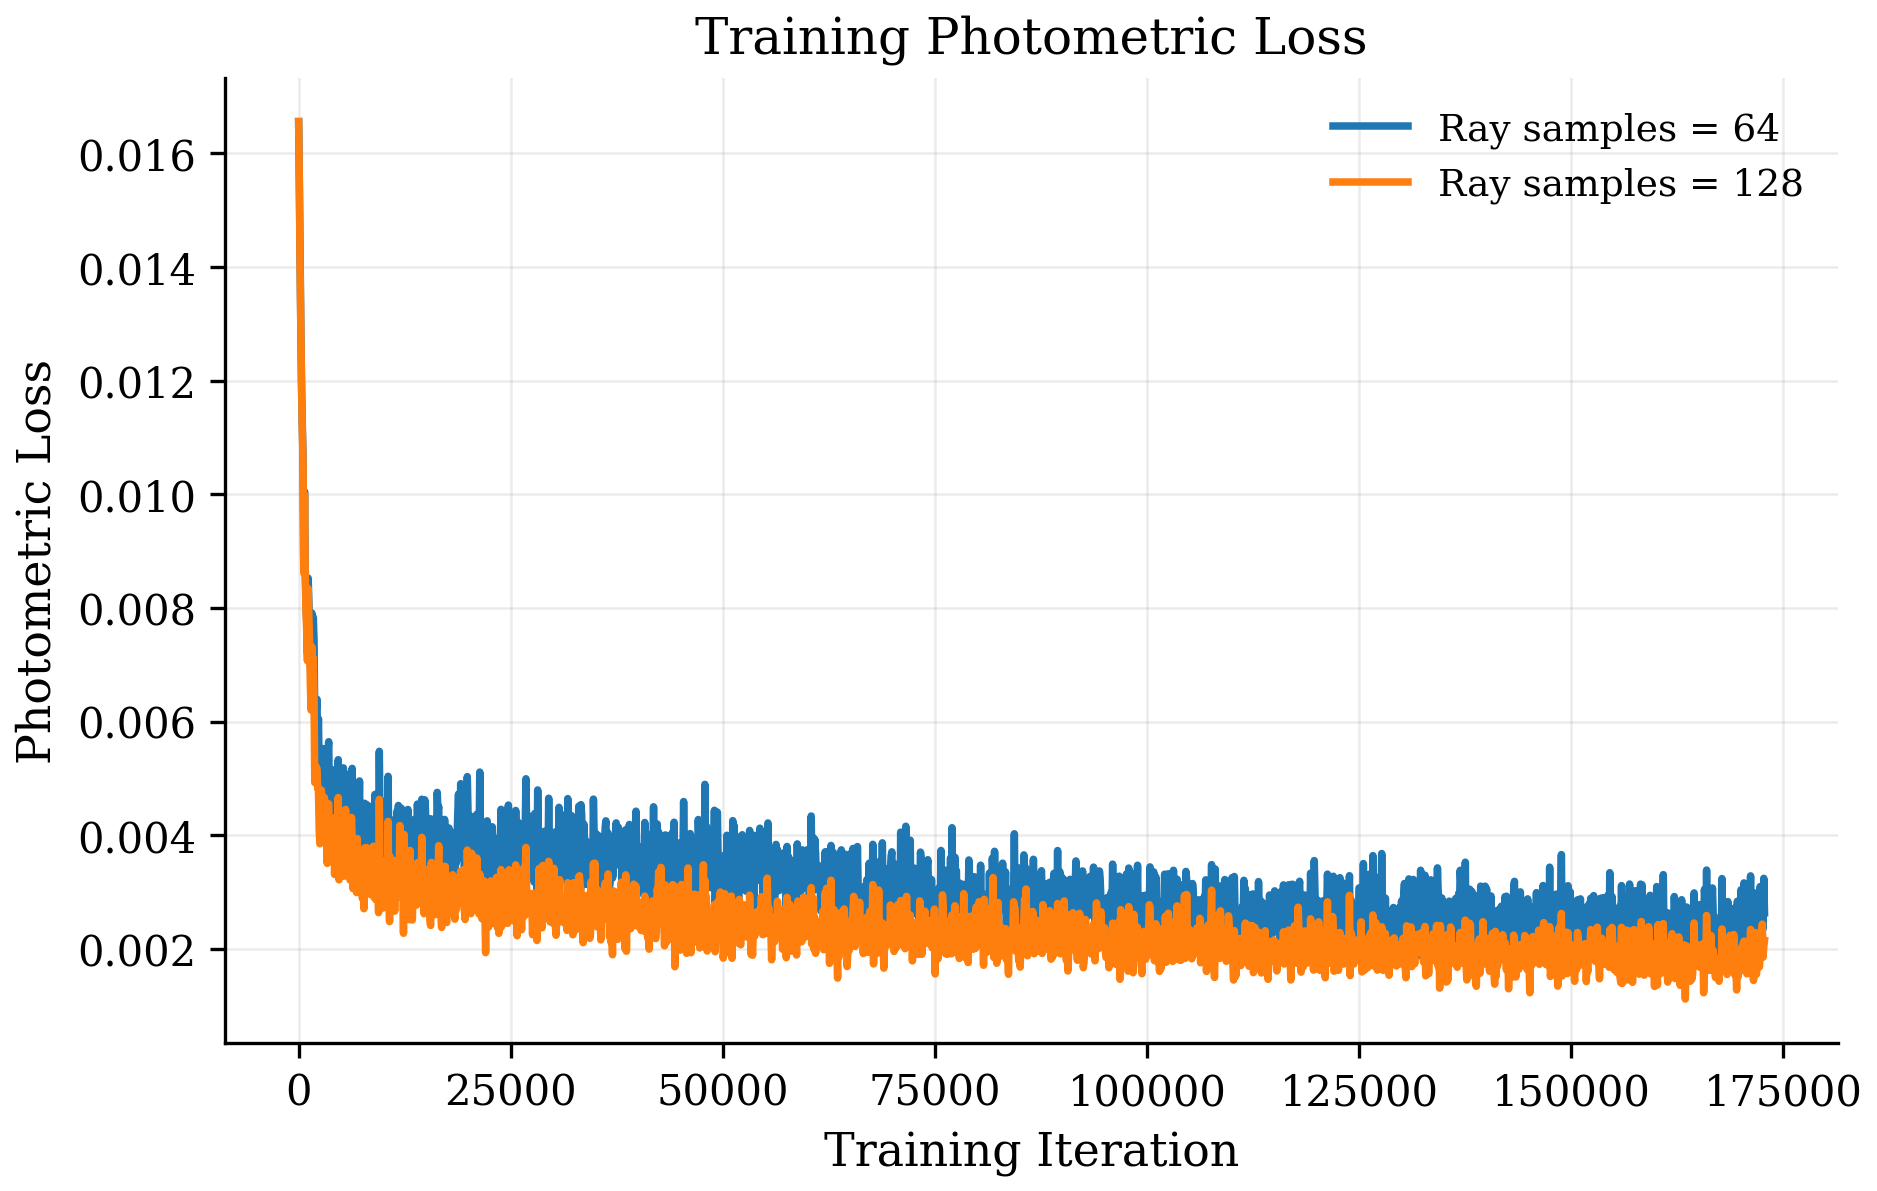 Training Photometric Loss
Ray samples = 64
Ray samples = 128
Photometric Loss
0.016
0.014
0.012
0.010
0.008
0.006
0.004
0.002
0 25000 50000 75000 100000 125000 150000 175000
Training Iteration